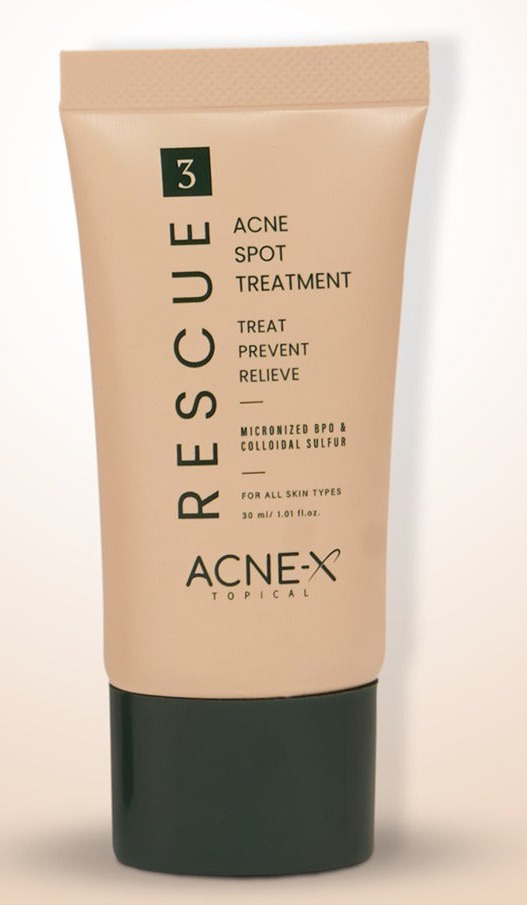 3
RESCUE
ACNE
SPOT
TREATMENT
TREAT
PREVENT
RELIEVE
MICRONIZED BPO &
COLLOIDAL SULFUR
FOR ALL SKIN TYPES
30 ml/ 1.01 fl.oz.
ACNE-X
TOPICAL